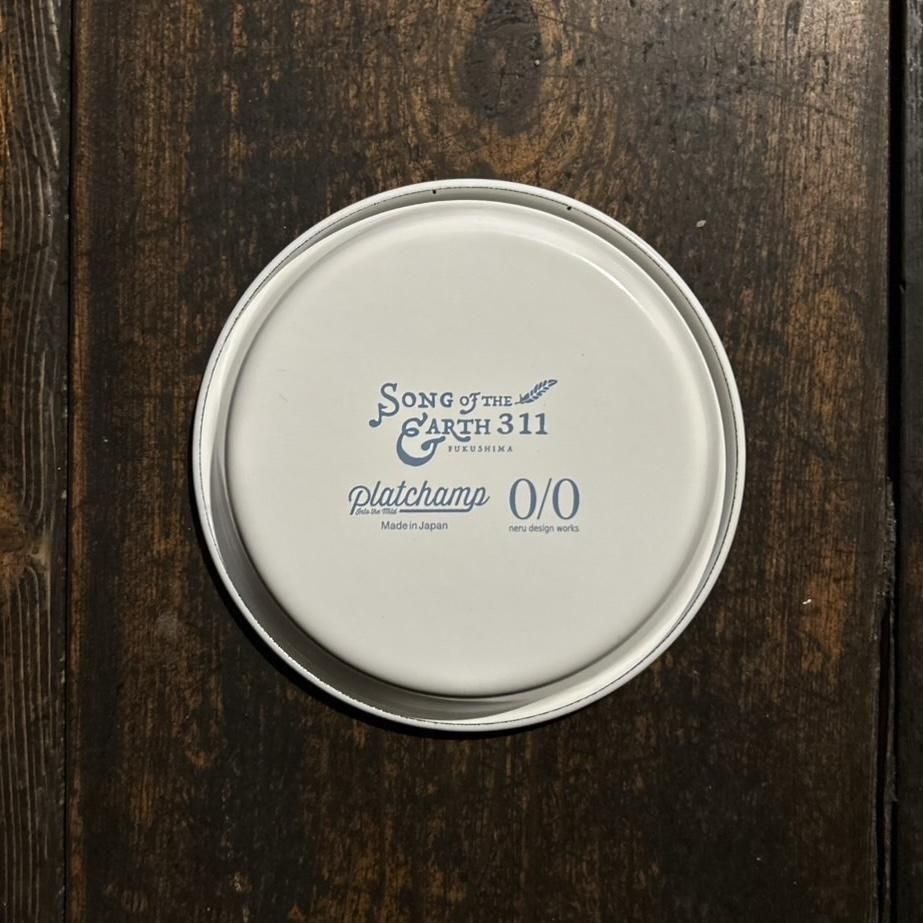 SONG OF THE
EARTH 311
FUKUSHIMA
platchamp
Into the Mild
Made in Japan
0/0
neru design works